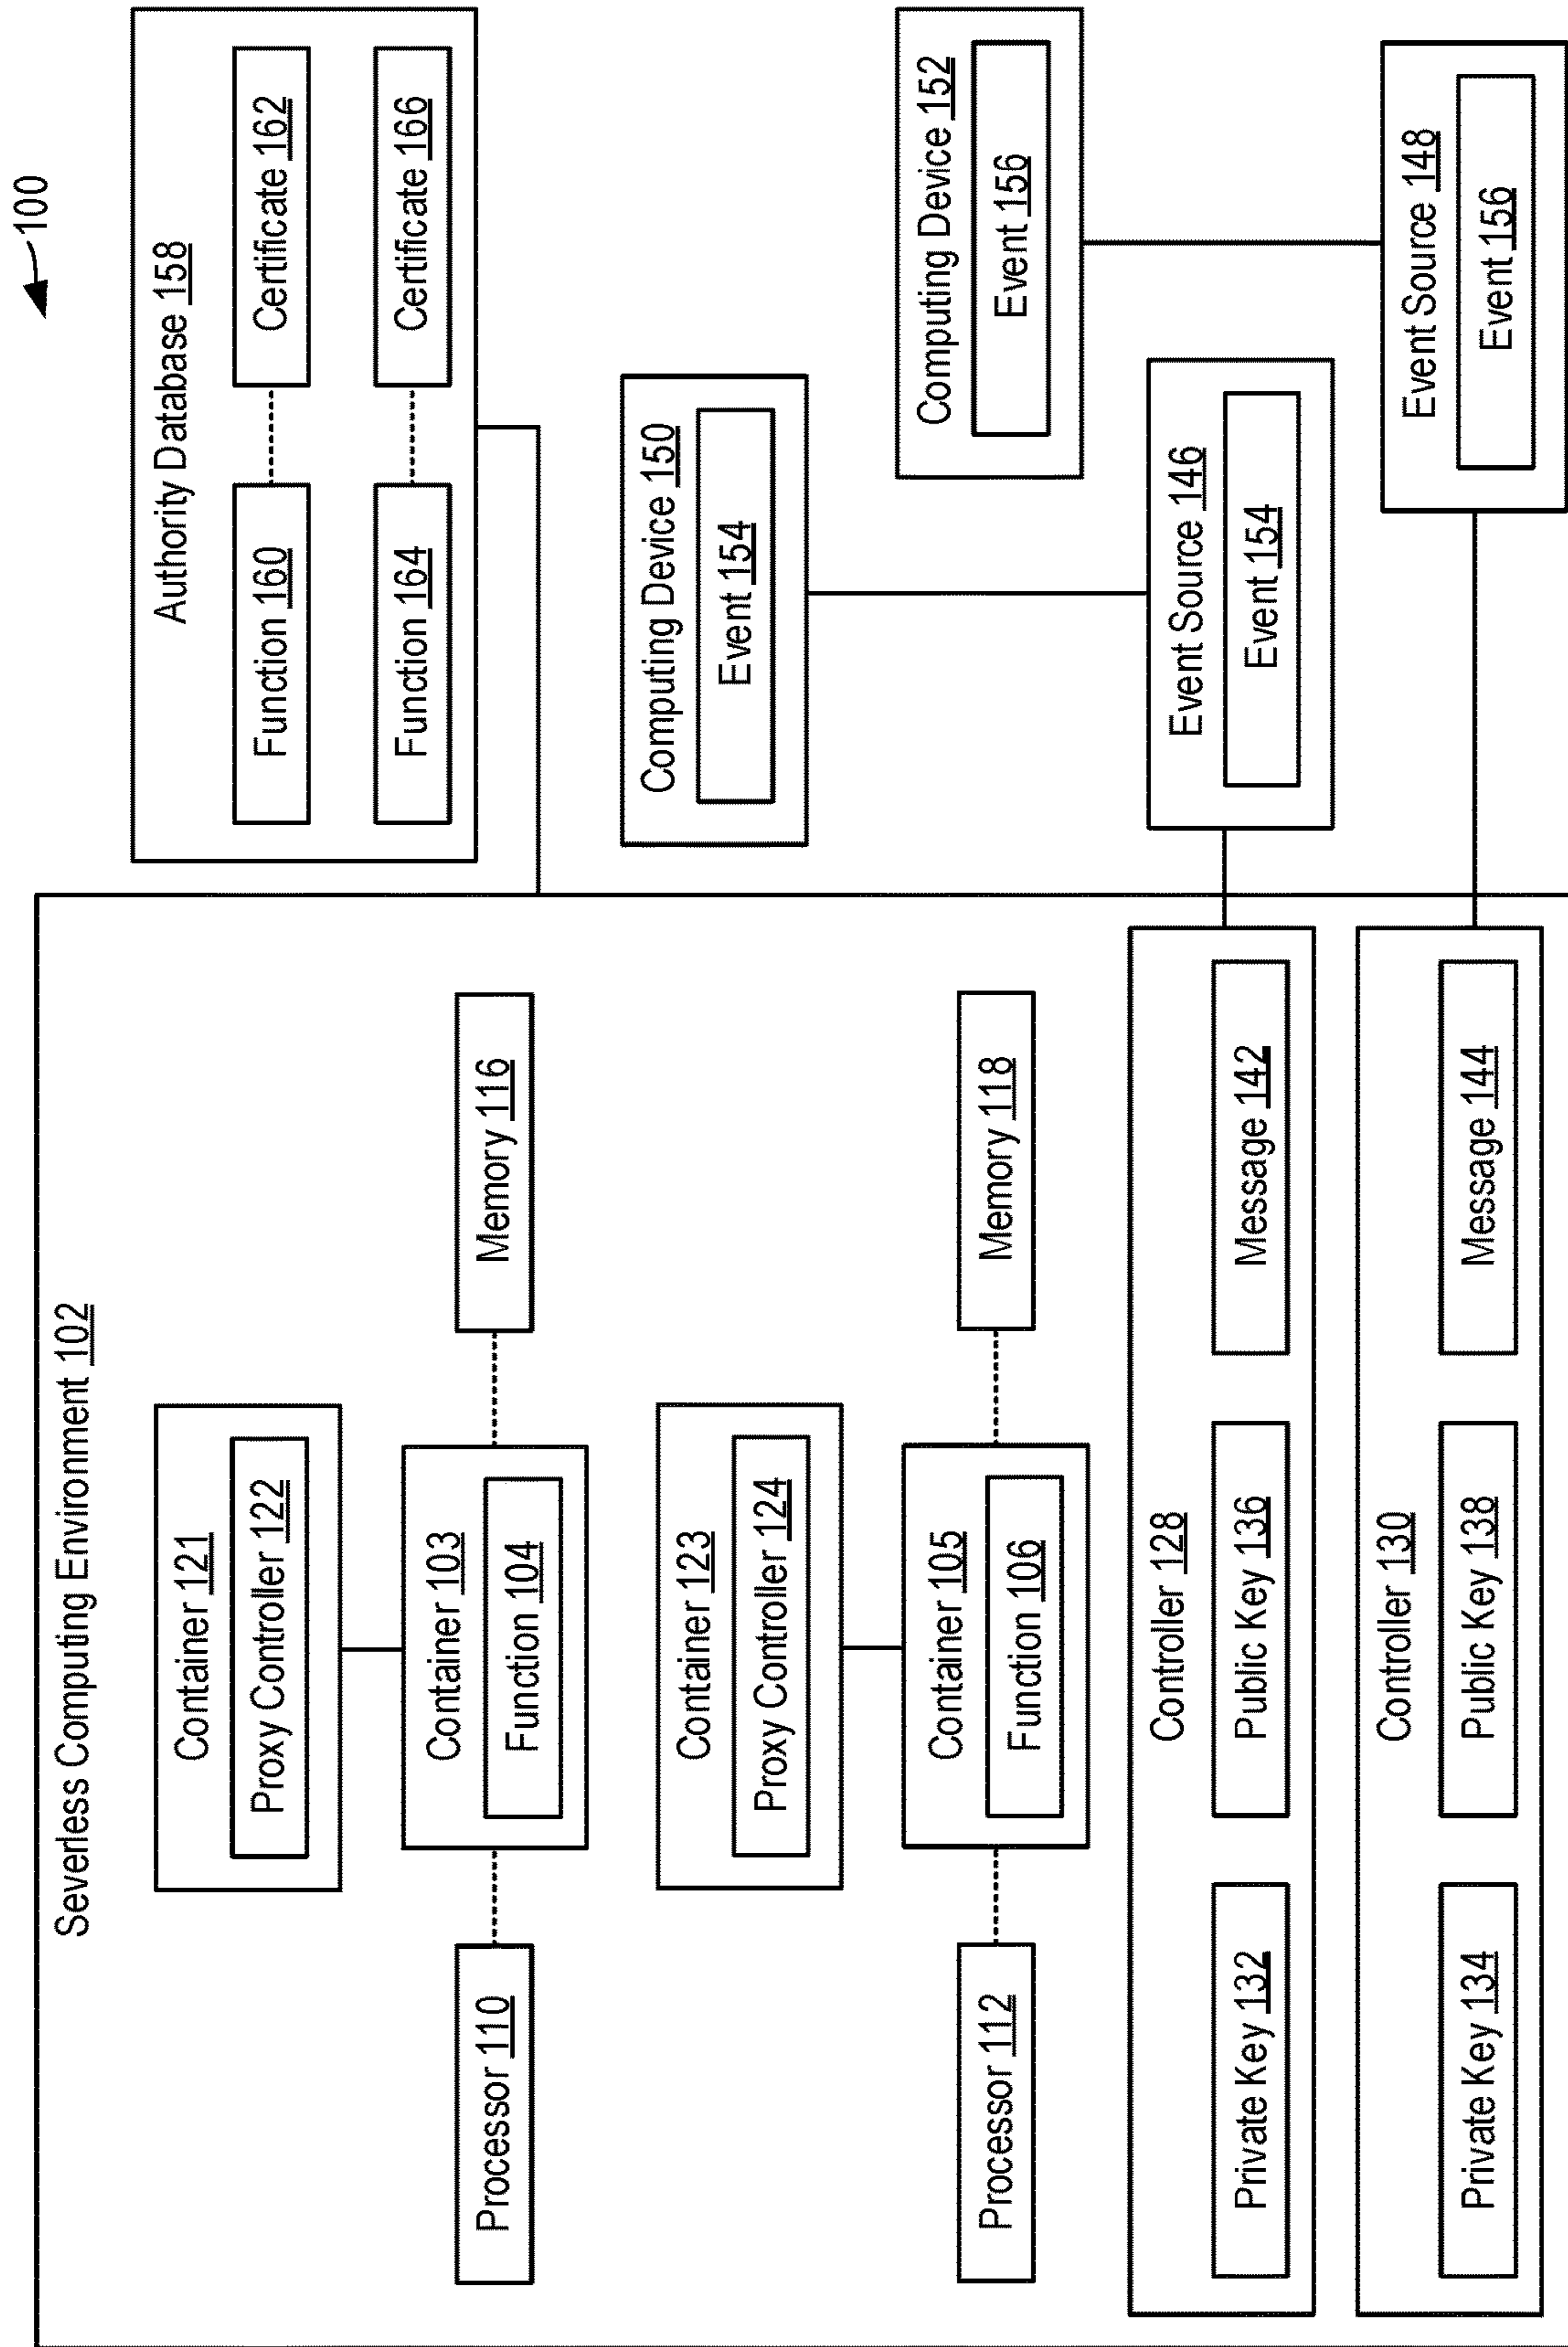 100
Severless Computing Environment 102
Container 121
Proxy Controller 122
Processor 110
Container 103
Function 104
Memory 116
Container 123
Proxy Controller 124
Processor 112
Container 105
Function 106
Memory 118
Controller 128
Private Key 132
Public Key 136
Message 142
Controller 130
Private Key 134
Public Key 138
Message 144
Authority Database 158
Function 160
Certificate 162
Function 164
Certificate 166
Computing Device 150
Event 154
Computing Device 152
Event 156
Event Source 146
Event 154
Event Source 148
Event 156